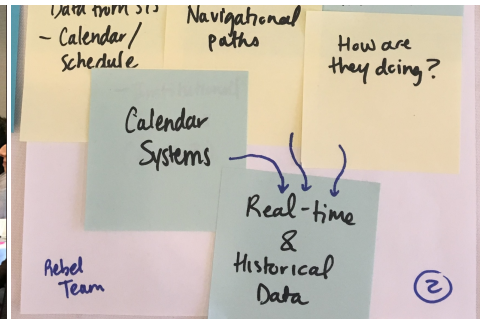 Data from SIS
- Calendar/
Schedule
Navigational
paths
How are
they doing?
Calendar
Systems
Real-time
&
Historical
Data
Rebel
Team
2